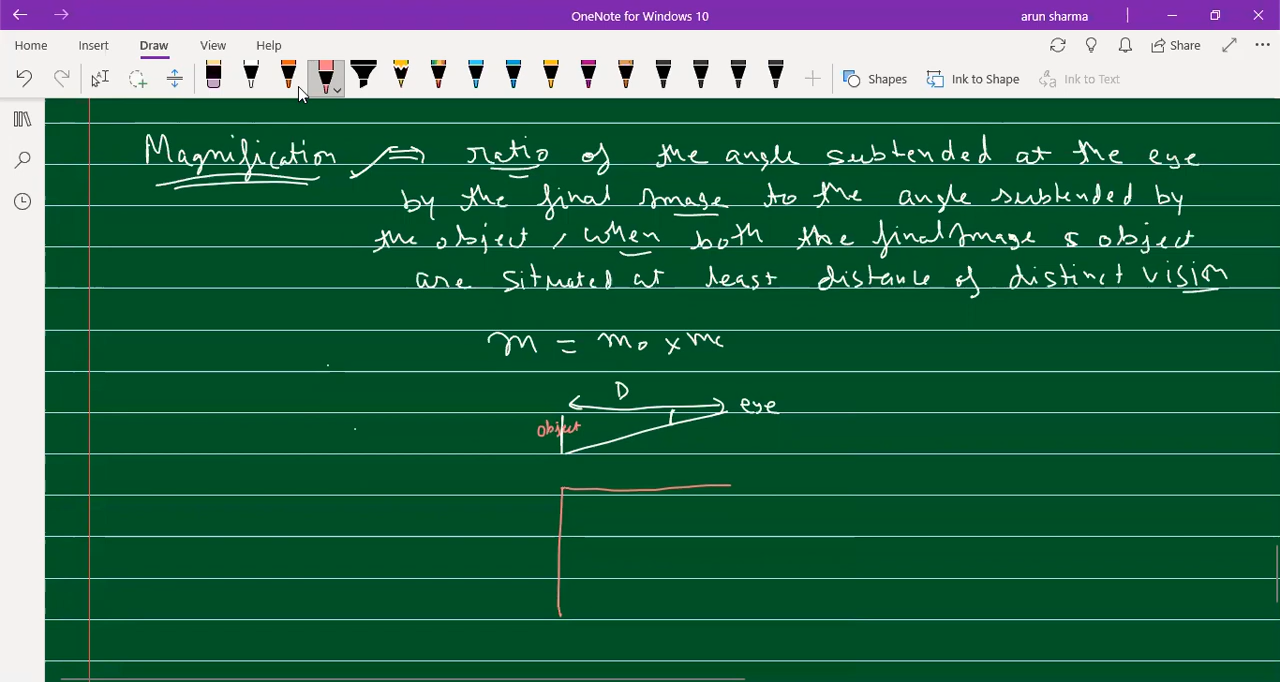 OneNote for Windows 10
arun sharma
Home Insert Draw View Help
Share
Shapes Ink to Shape Ink to Text
Magnification ⇒ ratio of the angle subtended at the eye
by the final Image to the angle subtended by
the object, when both the final Image & object
are situated at least distance of distinct vision
m = mo × me
D
eye
object